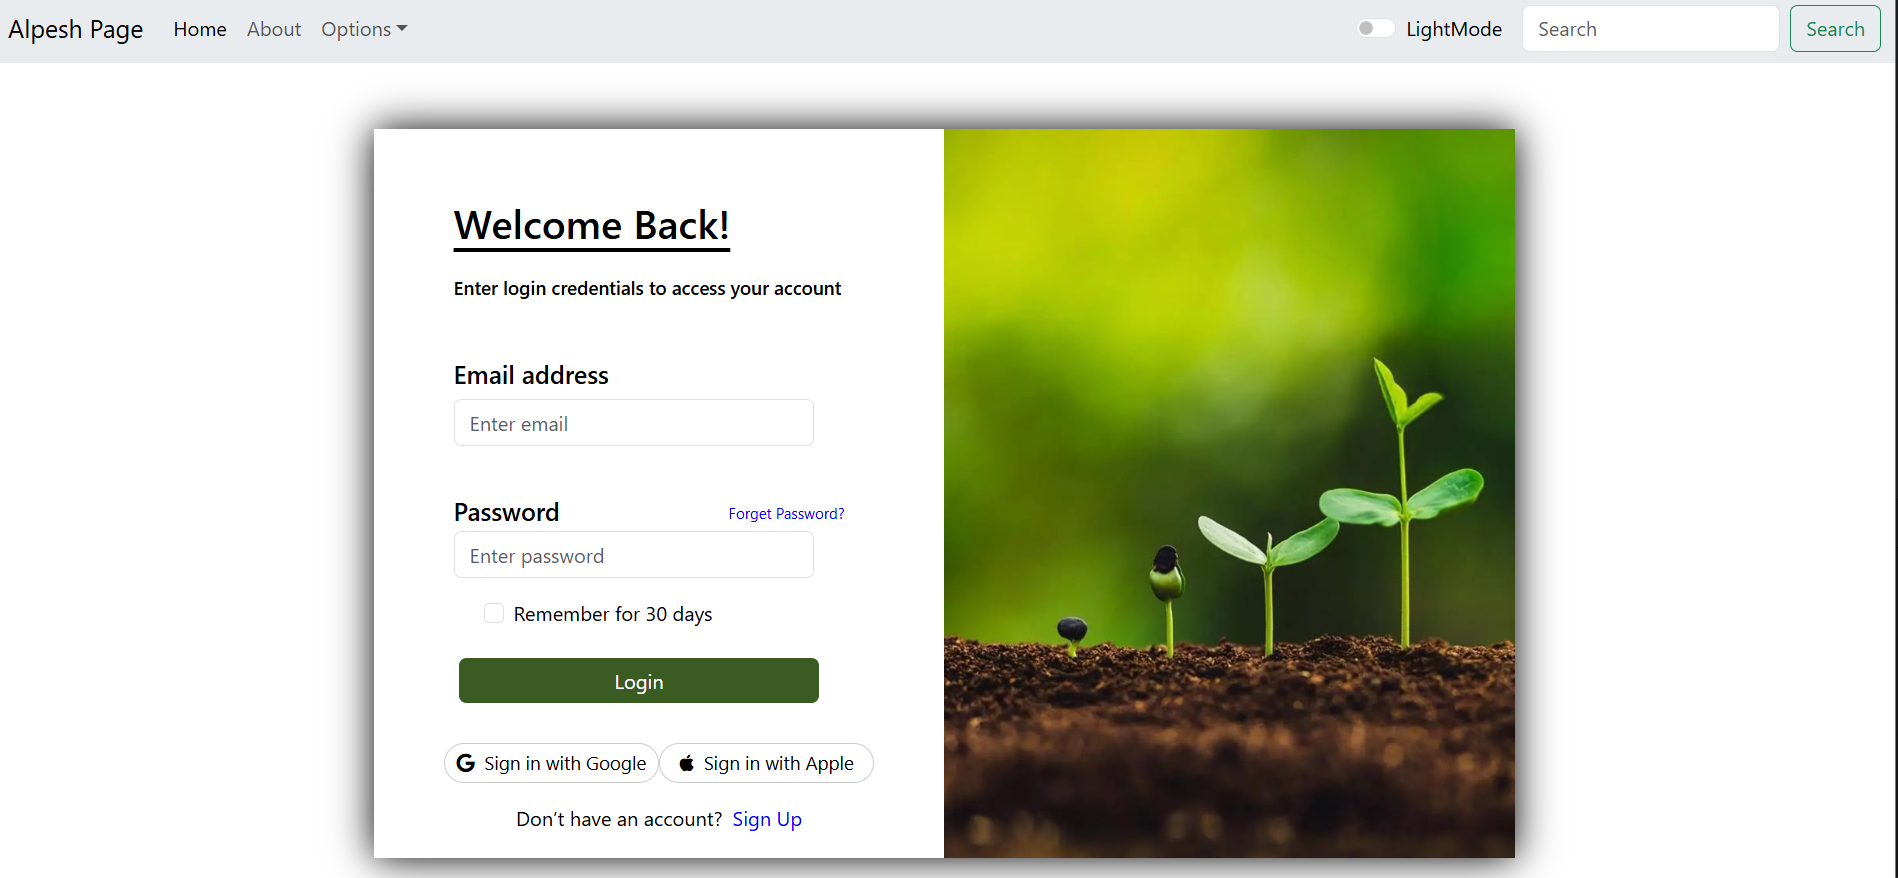 Alpesh Page Home About Options LightMode Search Search
Welcome Back!
Enter login credentials to access your account
Email address
Enter email
Password Forget Password?
Enter password
Remember for 30 days
Login
Sign in with Google Sign in with Apple
Don’t have an account? Sign Up